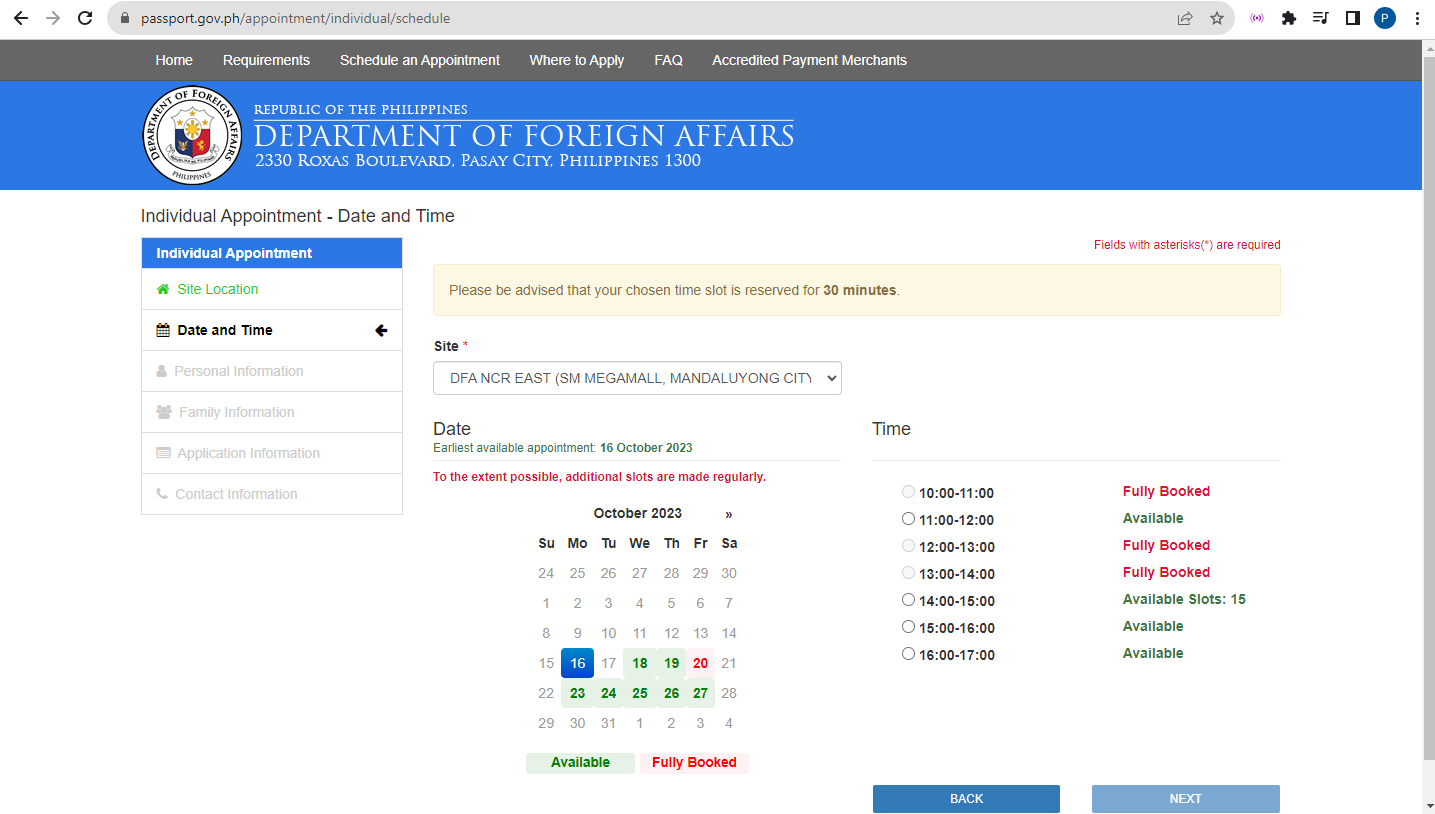 passport.gov.ph/appointment/individual/schedule
P
Home Requirements Schedule an Appointment Where to Apply FAQ Accredited Payment Merchants
DEPARTMENT OF FOREIGN AFFAIRS
PHILIPPINES
REPUBLIC OF THE PHILIPPINES
DEPARTMENT OF FOREIGN AFFAIRS
2330 ROXAS BOULEVARD, PASAY CITY, PHILIPPINES 1300
Individual Appointment - Date and Time
Individual Appointment
Site Location
Date and Time
Personal Information
Family Information
Application Information
Contact Information
Fields with asterisks(*) are required
Please be advised that your chosen time slot is reserved for 30 minutes.
Site *
DFA NCR EAST (SM MEGAMALL, MANDALUYONG CITY
Date
Earliest available appointment: 16 October 2023
To the extent possible, additional slots are made regularly.
October 2023 »
Su Mo Tu We Th Fr Sa
24 25 26 27 28 29 30
1 2 3 4 5 6 7
8 9 10 11 12 13 14
15 16 17 18 19 20 21
22 23 24 25 26 27 28
29 30 31 1 2 3 4
Available Fully Booked
Time
10:00-11:00 Fully Booked
11:00-12:00 Available
12:00-13:00 Fully Booked
13:00-14:00 Fully Booked
14:00-15:00 Available Slots: 15
15:00-16:00 Available
16:00-17:00 Available
BACK NEXT